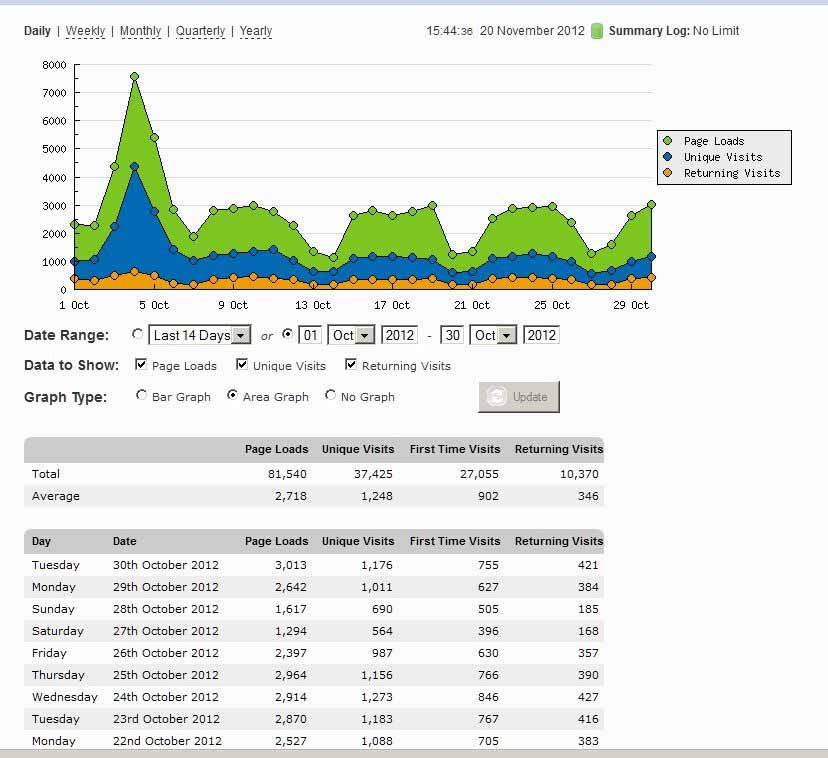 Daily | Weekly | Monthly | Quarterly | Yearly 15:44:36 20 November 2012 Summary Log: No Limit
8000
7000
6000
5000
4000
3000
2000
1000
0
1 Oct 5 Oct 9 Oct 13 Oct 17 Oct 21 Oct 25 Oct 29 Oct
Page Loads
Unique Visits
Returning Visits
Date Range: Last 14 Days or 01 Oct 2012 - 30 Oct 2012
Data to Show: Page Loads Unique Visits Returning Visits
Graph Type: Bar Graph Area Graph No Graph Update
Page Loads Unique Visits First Time Visits Returning Visits
Total 81,540 37,425 27,055 10,370
Average 2,718 1,248 902 346
Day Date Page Loads Unique Visits First Time Visits Returning Visits
Tuesday 30th October 2012 3,013 1,176 755 421
Monday 29th October 2012 2,642 1,011 627 384
Sunday 28th October 2012 1,617 690 505 185
Saturday 27th October 2012 1,294 564 396 168
Friday 26th October 2012 2,397 987 630 357
Thursday 25th October 2012 2,964 1,156 766 390
Wednesday 24th October 2012 2,914 1,273 846 427
Tuesday 23rd October 2012 2,870 1,183 767 416
Monday 22nd October 2012 2,527 1,088 705 383